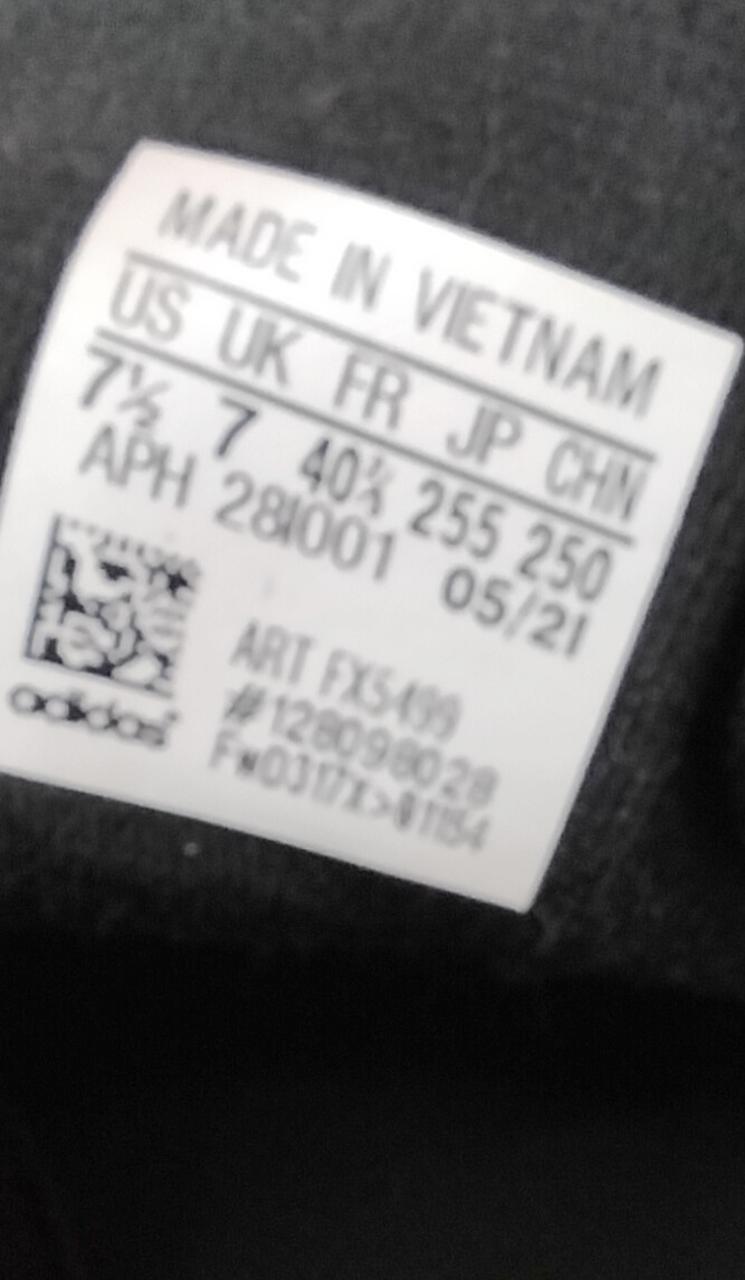 MADE IN VIETNAM
US UK FR JP CHN
7½ 7 40⅔ 255 250
APH 281001 05/21
ART FX5499
#128098028
adidas